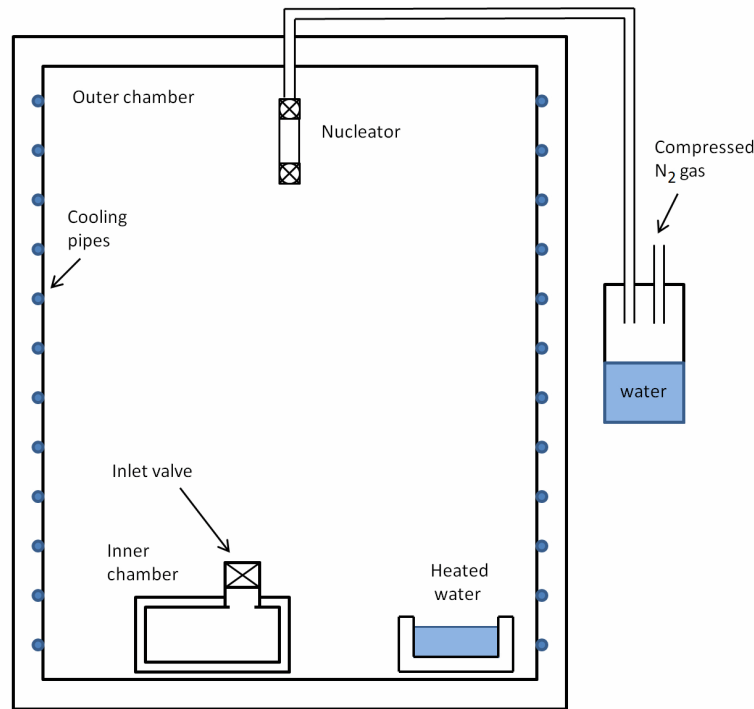 Outer chamber
Nucleator
Compressed
N2 gas
Cooling
pipes
water
Inlet valve
Inner
chamber
Heated
water